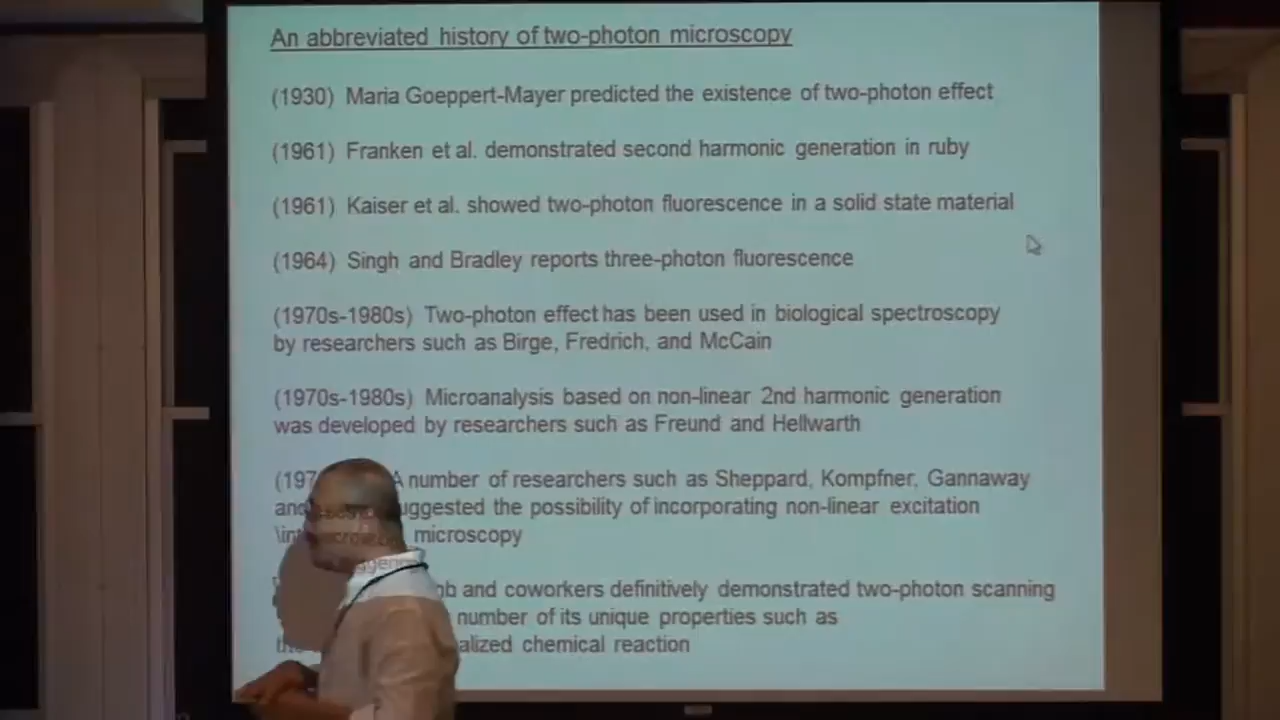 An abbreviated history of two-photon microscopy
(1930) Maria Goeppert-Mayer predicted the existence of two-photon effect
(1961) Franken et al. demonstrated second harmonic generation in ruby
(1961) Kaiser et al. showed two-photon fluorescence in a solid state material
(1964) Singh and Bradley reports three-photon fluorescence
(1970s-1980s) Two-photon effect has been used in biological spectroscopy
by researchers such as Birge, Fredrich, and McCain
(1970s-1980s) Microanalysis based on non-linear 2nd harmonic generation
was developed by researchers such as Freund and Hellwarth
A number of researchers such as Sheppard, Kompfner, Gannaway
the possibility of incorporating non-linear excitation
microscopy
and coworkers definitively demonstrated two-photon scanning
number of its unique properties such as
chemical reaction